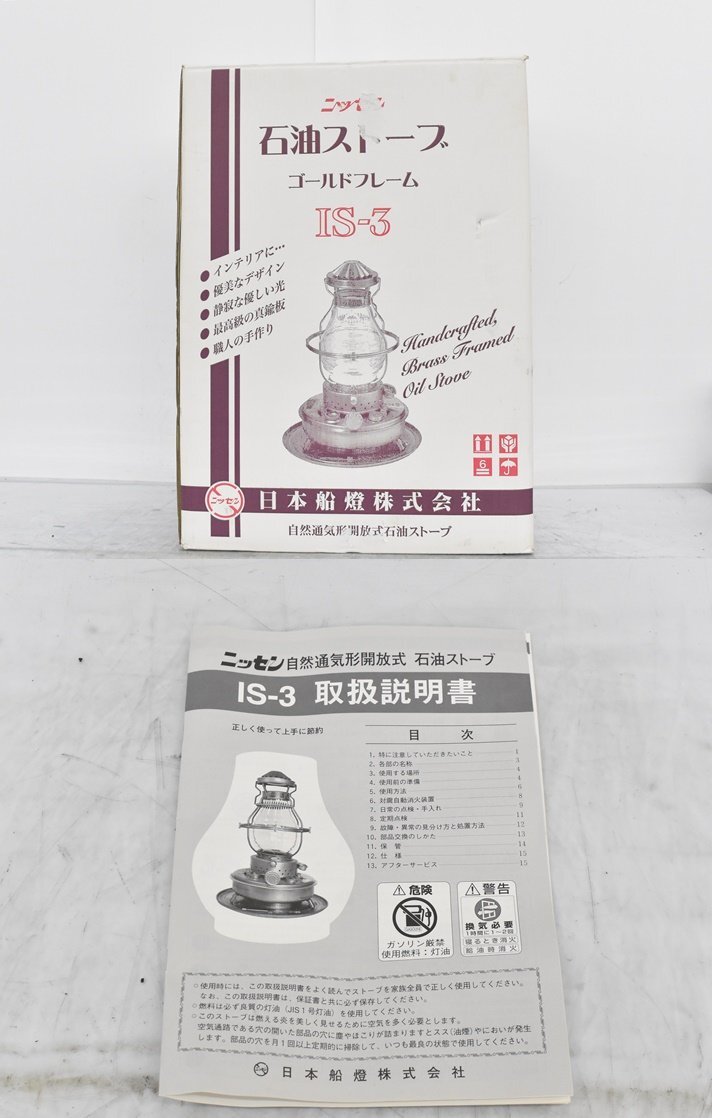 ニッセン
石油ストーブ
ゴールドフレーム
IS-3
●インテリアに…
●優美なデザイン
●静寂な優しい光
●最高級の真鍮板
●職人の手作り
Handcrafted,
Brass Framed
Oil Stove
6
ニッセン
日本船燈株式会社
自然通気形開放式石油ストーブ
ニッセン 自然通気形開放式 石油ストーブ
IS-3 取扱説明書
正しく使って上手に節約
目 次
1. 特に注意していただきたいこと 1
2. 各部の名称 3
3. 使用する場所 4
4. 使用前の準備 4
5. 使用方法 6
6. 対震自動消火装置 8
7. 日常の点検・手入れ 9
8. 定期点検 11
9. 故障・異常の見分け方と処置方法 12
10. 部品交換のしかた 13
11. 保 管 14
12. 仕 様 15
13. アフターサービス 15
危険
ガソリン厳禁
使用燃料：灯油
警告
換気必要
1時間に1～2回
寝るとき消火
給油時消火
○使用時には、この取扱説明書をよく読んでストーブを家族全員で正しく使用してください。
なお、この取扱説明書は、保証書と共に必ず保存してください。
○燃料は必ず良質の灯油（JIS1号灯油）を使用してください。
○このストーブは燃える炎を美しく見せるために空気を多く必要とします。
空気通路である穴の開いた部品の穴に塵やほこりが詰まりますとスス（油煙）やにおいが発生
します。部品の穴を月1回以上定期的に掃除して、いつも最良の状態で使用してください。
日本船燈株式会社